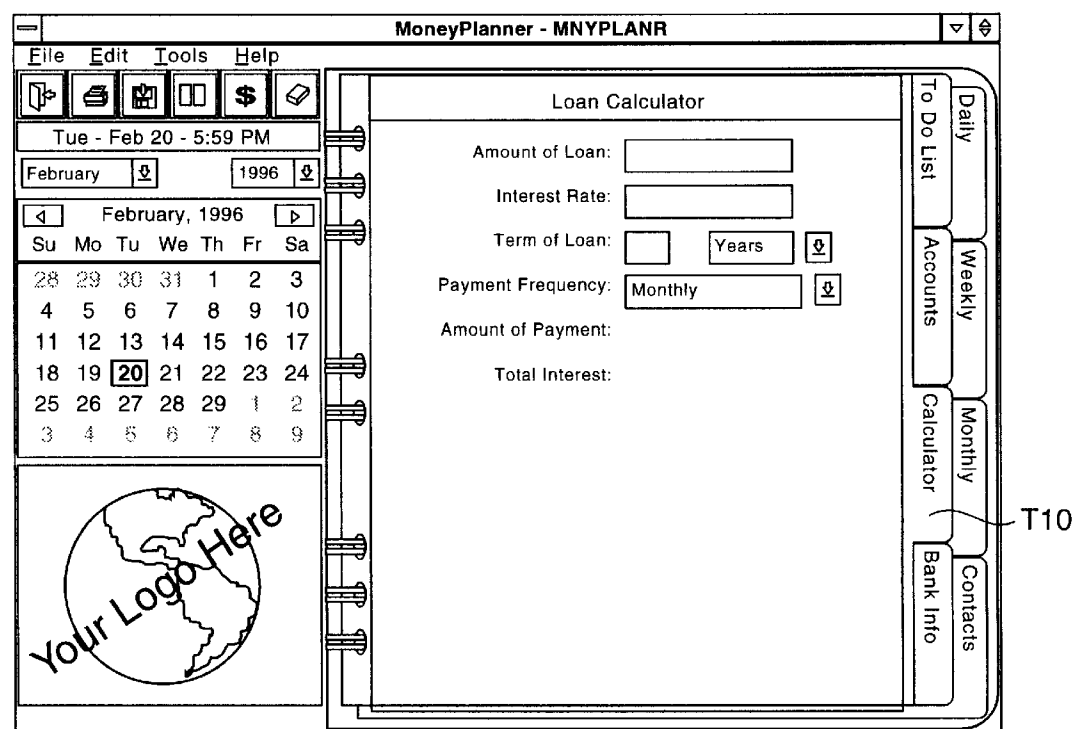 MoneyPlanner - MNYPLANR
File Edit Tools Help
$
Tue - Feb 20 - 5:59 PM
February 1996
February, 1996
Su Mo Tu We Th Fr Sa
28 29 30 31 1 2 3
4 5 6 7 8 9 10
11 12 13 14 15 16 17
18 19 20 21 22 23 24
25 26 27 28 29 1 2
3 4 5 6 7 8 9
Your Logo Here
Loan Calculator
Amount of Loan:
Interest Rate:
Term of Loan: Years
Payment Frequency: Monthly
Amount of Payment:
Total Interest:
To Do List
Accounts
Calculator
Bank Info
Daily
Weekly
Monthly
Contacts
T10